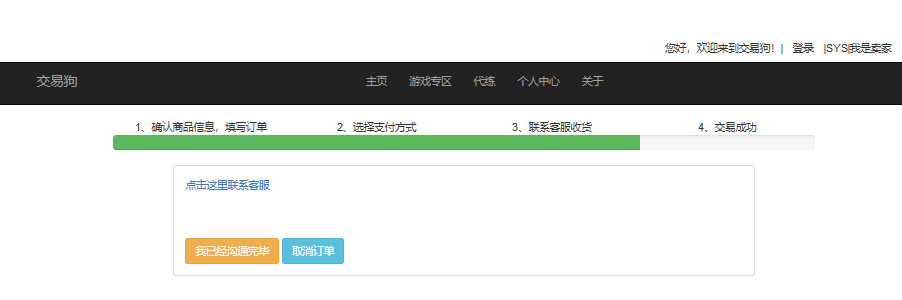 您好，欢迎来到交易狗！| 登录 |SYS|我是卖家
交易狗 主页 游戏专区 代练 个人中心 关于
1、确认商品信息，填写订单 2、选择支付方式 3、联系客服收货 4、交易成功
点击这里联系客服
我已经沟通完毕 取消订单